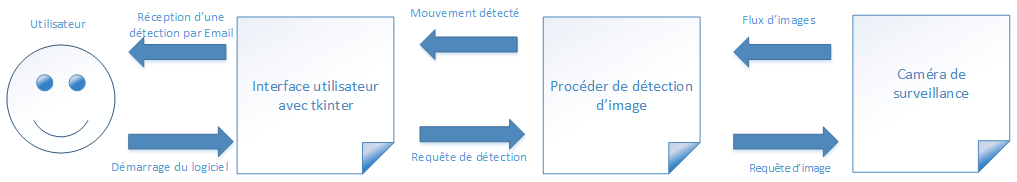 Utilisateur
Réception d'une
détection par Email
Démarrage du logiciel
Interface utilisateur
avec tkinter
Mouvement détecté
Requête de détection
Procéder de détection
d'image
Flux d'images
Requête d'image
Caméra de
surveillance